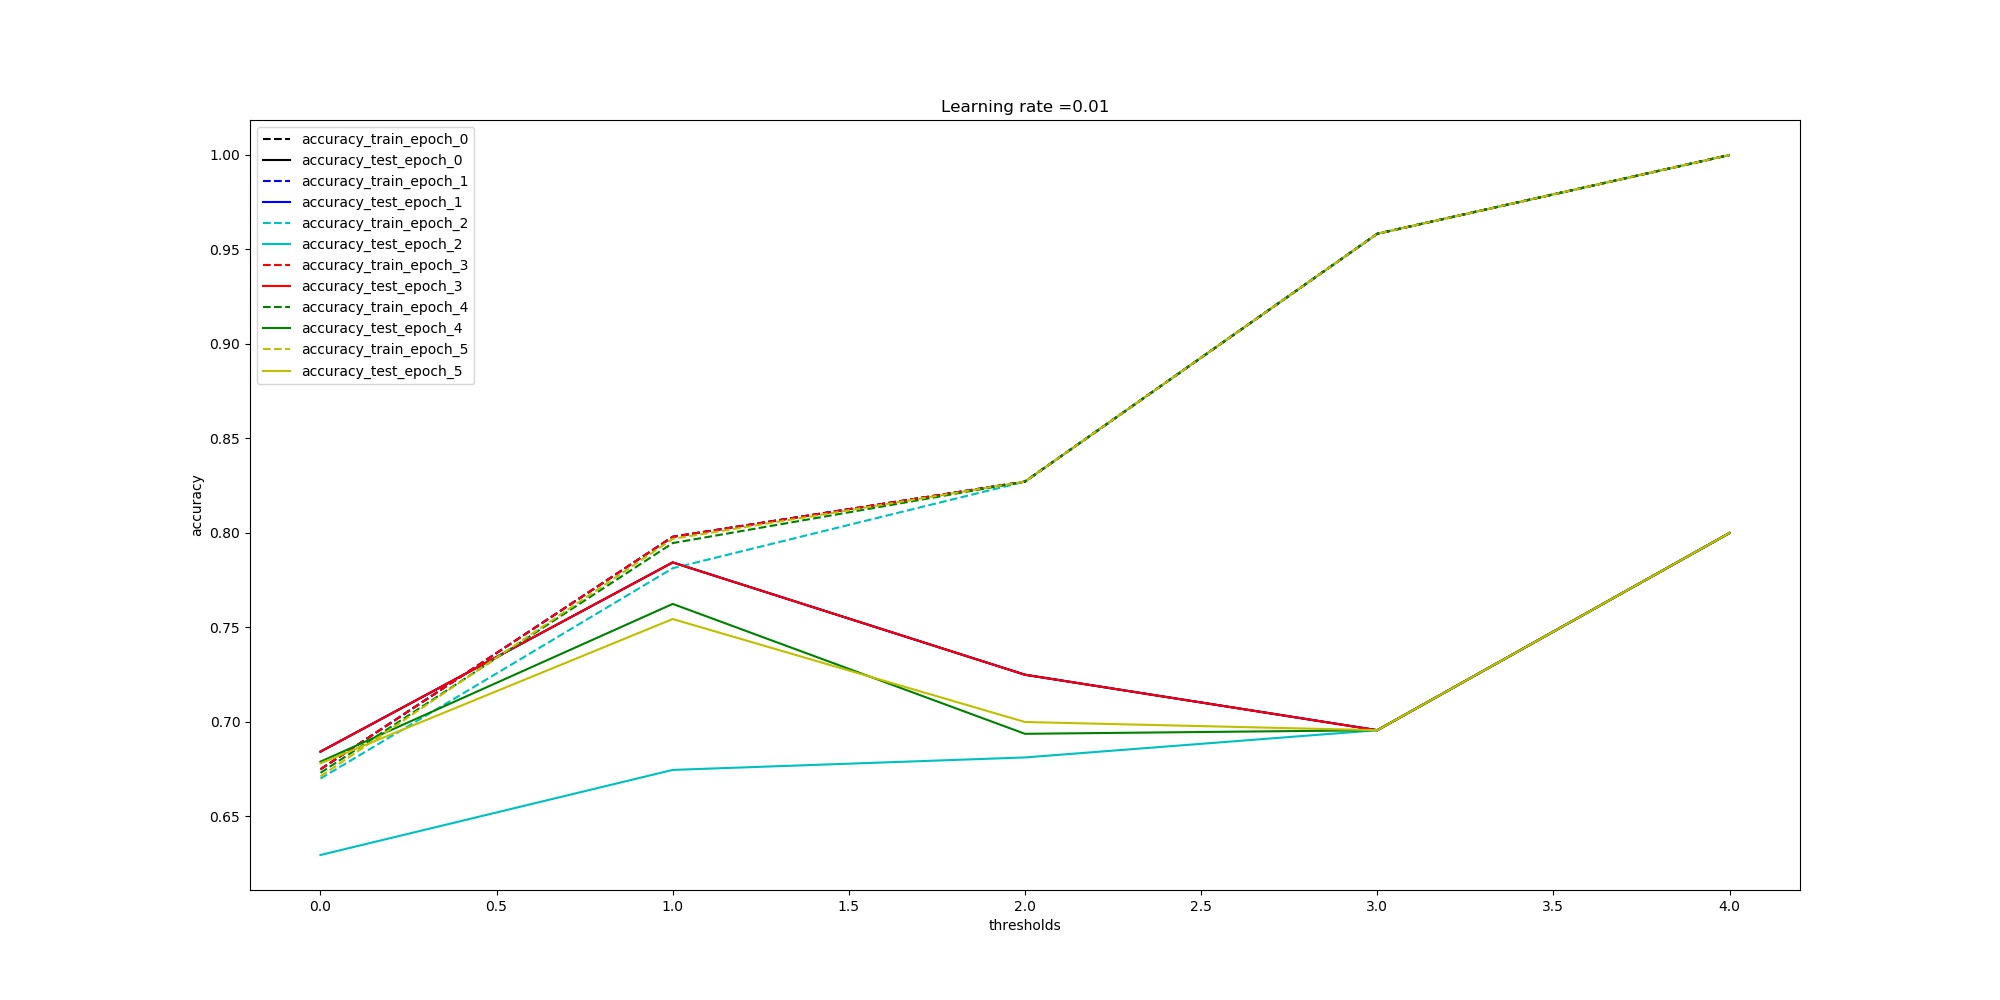 Learning rate =0.01
accuracy_train_epoch_0
accuracy_test_epoch_0
accuracy_train_epoch_1
accuracy_test_epoch_1
accuracy_train_epoch_2
accuracy_test_epoch_2
accuracy_train_epoch_3
accuracy_test_epoch_3
accuracy_train_epoch_4
accuracy_test_epoch_4
accuracy_train_epoch_5
accuracy_test_epoch_5
1.00
0.95
0.90
0.85
0.80
0.75
0.70
0.65
accuracy
0.0 0.5 1.0 1.5 2.0 2.5 3.0 3.5 4.0
thresholds